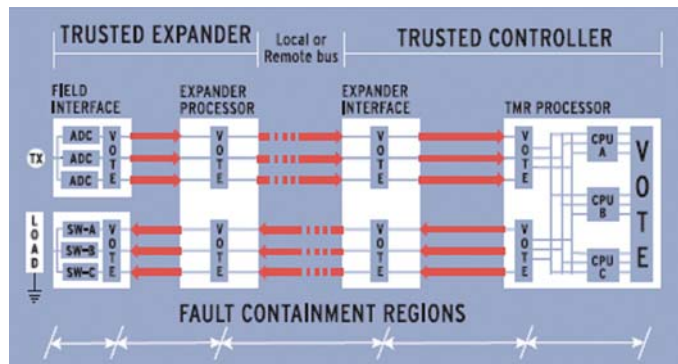 TRUSTED EXPANDER
Local or
Remote bus
TRUSTED CONTROLLER
FIELD
INTERFACE
EXPANDER
PROCESSOR
EXPANDER
INTERFACE
TMR PROCESSOR
TX
ADC
ADC
ADC
VOTE
VOTE
VOTE
VOTE
CPU
A
CPU
B
CPU
C
VOTE
LOAD
SW-A
SW-B
SW-C
VOTE
VOTE
VOTE
VOTE
FAULT CONTAINMENT REGIONS